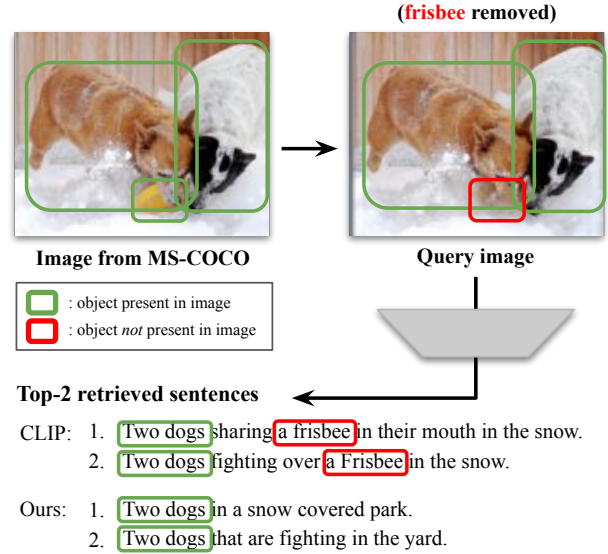 (frisbee removed)
Image from MS-COCO
Query image
: object present in image
: object not present in image
Top-2 retrieved sentences
CLIP: 1. Two dogs sharing a frisbee in their mouth in the snow.
2. Two dogs fighting over a Frisbee in the snow.
Ours: 1. Two dogs in a snow covered park.
2. Two dogs that are fighting in the yard.